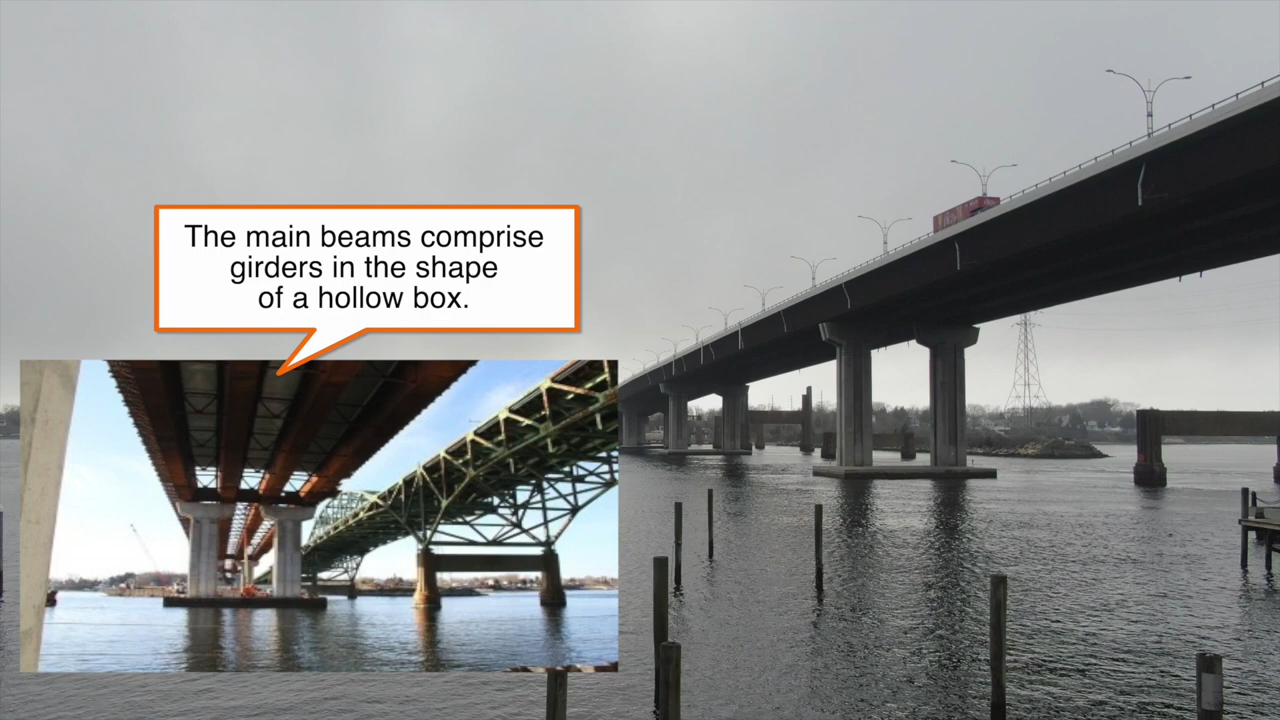 The main beams comprise
girders in the shape
of a hollow box.